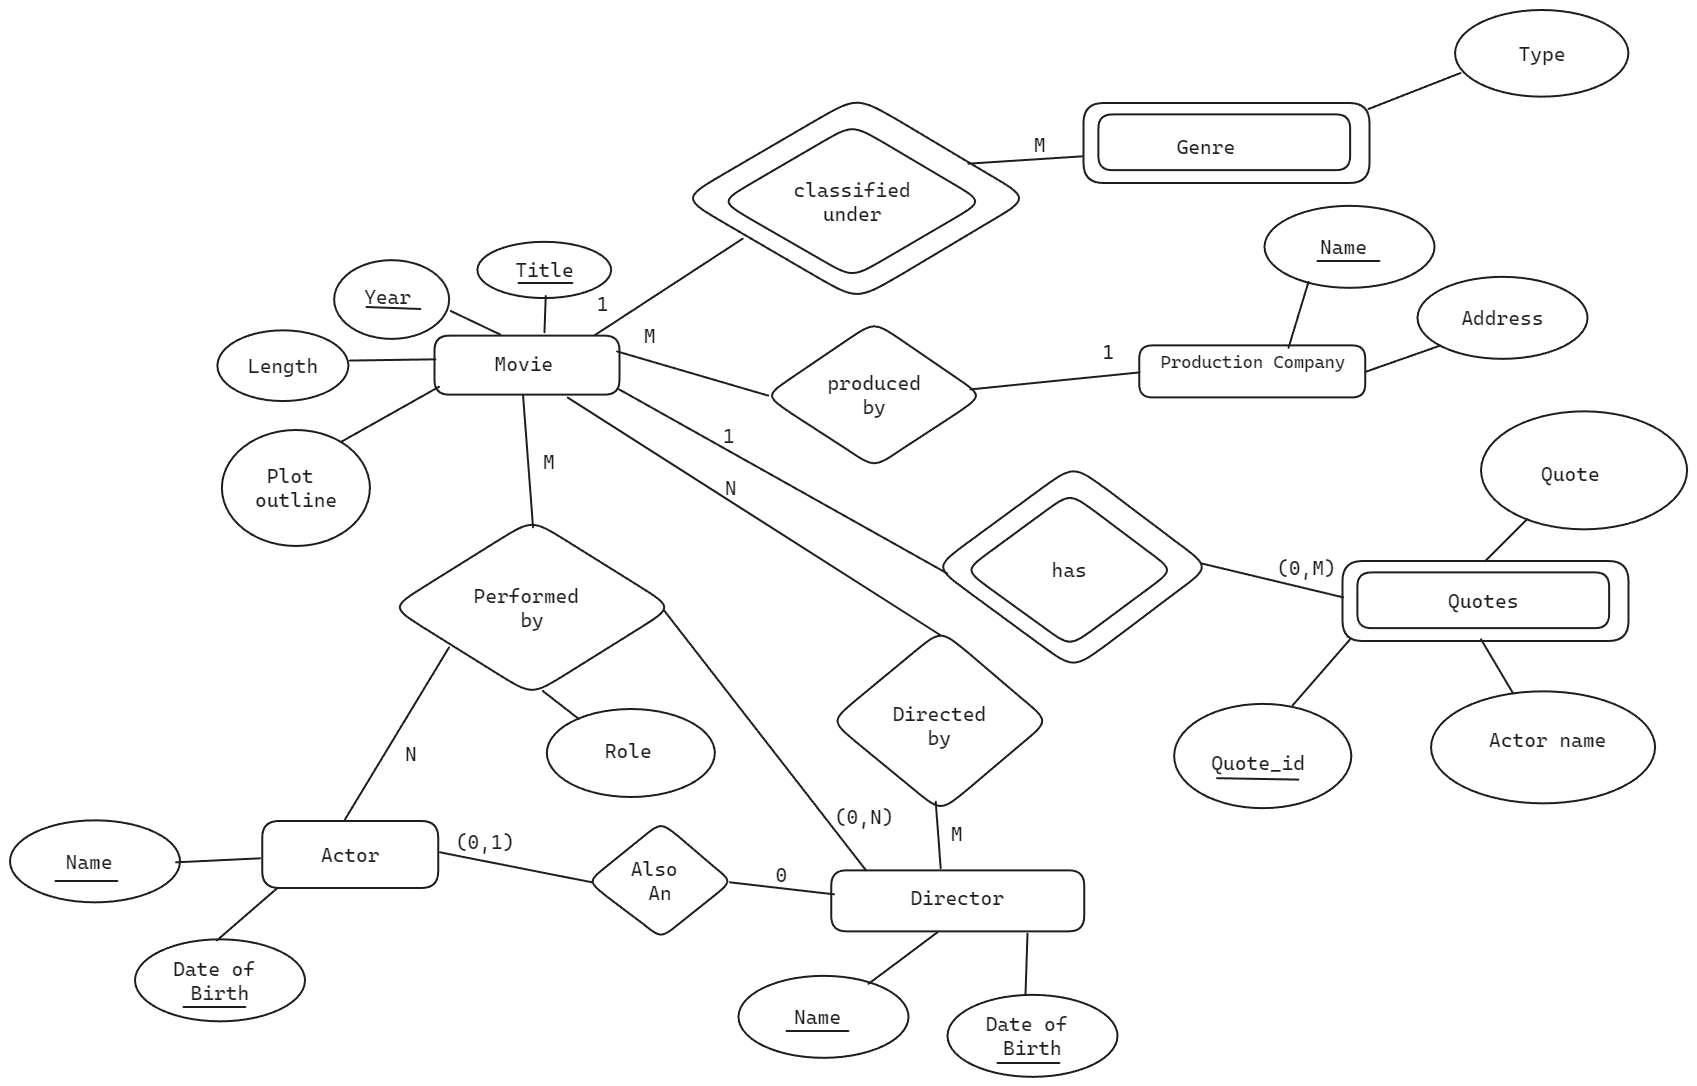 Type
M
Genre
classified
under
Name
Title
Year
1
Address
M
1
Production Company
Movie
Length
produced
by
1
M
Quote
Plot
outline
N
(0,M)
has
Quotes
Performed
by
Directed
by
Actor name
Role
N
Quote_id
(0,N)
M
(0,1)
Actor
Name
Also
An
0
Director
Date of
Birth
Name
Date of
Birth